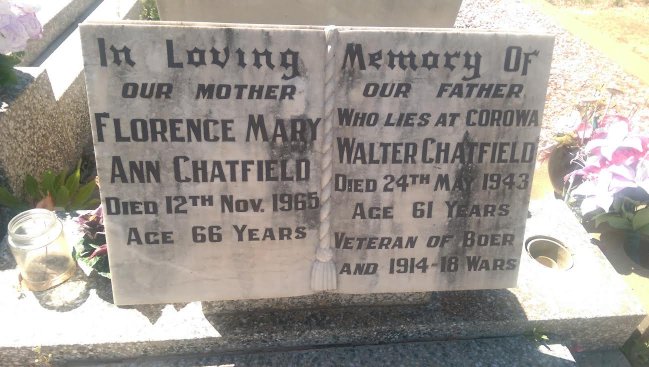 In Loving Memory Of
OUR MOTHER
FLORENCE MARY
ANN CHATFIELD
DIED 12TH NOV. 1965
AGE 66 YEARS
OUR FATHER
WHO LIES AT COROWA
WALTER CHATFIELD
DIED 24TH MAY 1943
AGE 61 YEARS
VETERAN OF BOER
AND 1914-18 WARS